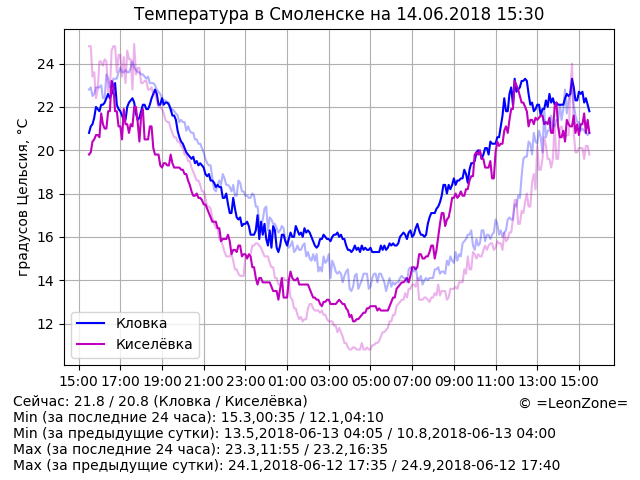 Температура в Смоленске на 14.06.2018 15:30
градусов Цельсия, °C
24
22
20
18
16
14
12
Кловка
Киселёвка
15:00 17:00 19:00 21:00 23:00 01:00 03:00 05:00 07:00 09:00 11:00 13:00 15:00
Сейчас: 21.8 / 20.8 (Кловка / Киселёвка)
© =LeonZone=
Min (за последние 24 часа): 15.3,00:35 / 12.1,04:10
Min (за предыдущие сутки): 13.5,2018-06-13 04:05 / 10.8,2018-06-13 04:00
Max (за последние 24 часа): 23.3,11:55 / 23.2,16:35
Max (за предыдущие сутки): 24.1,2018-06-12 17:35 / 24.9,2018-06-12 17:40